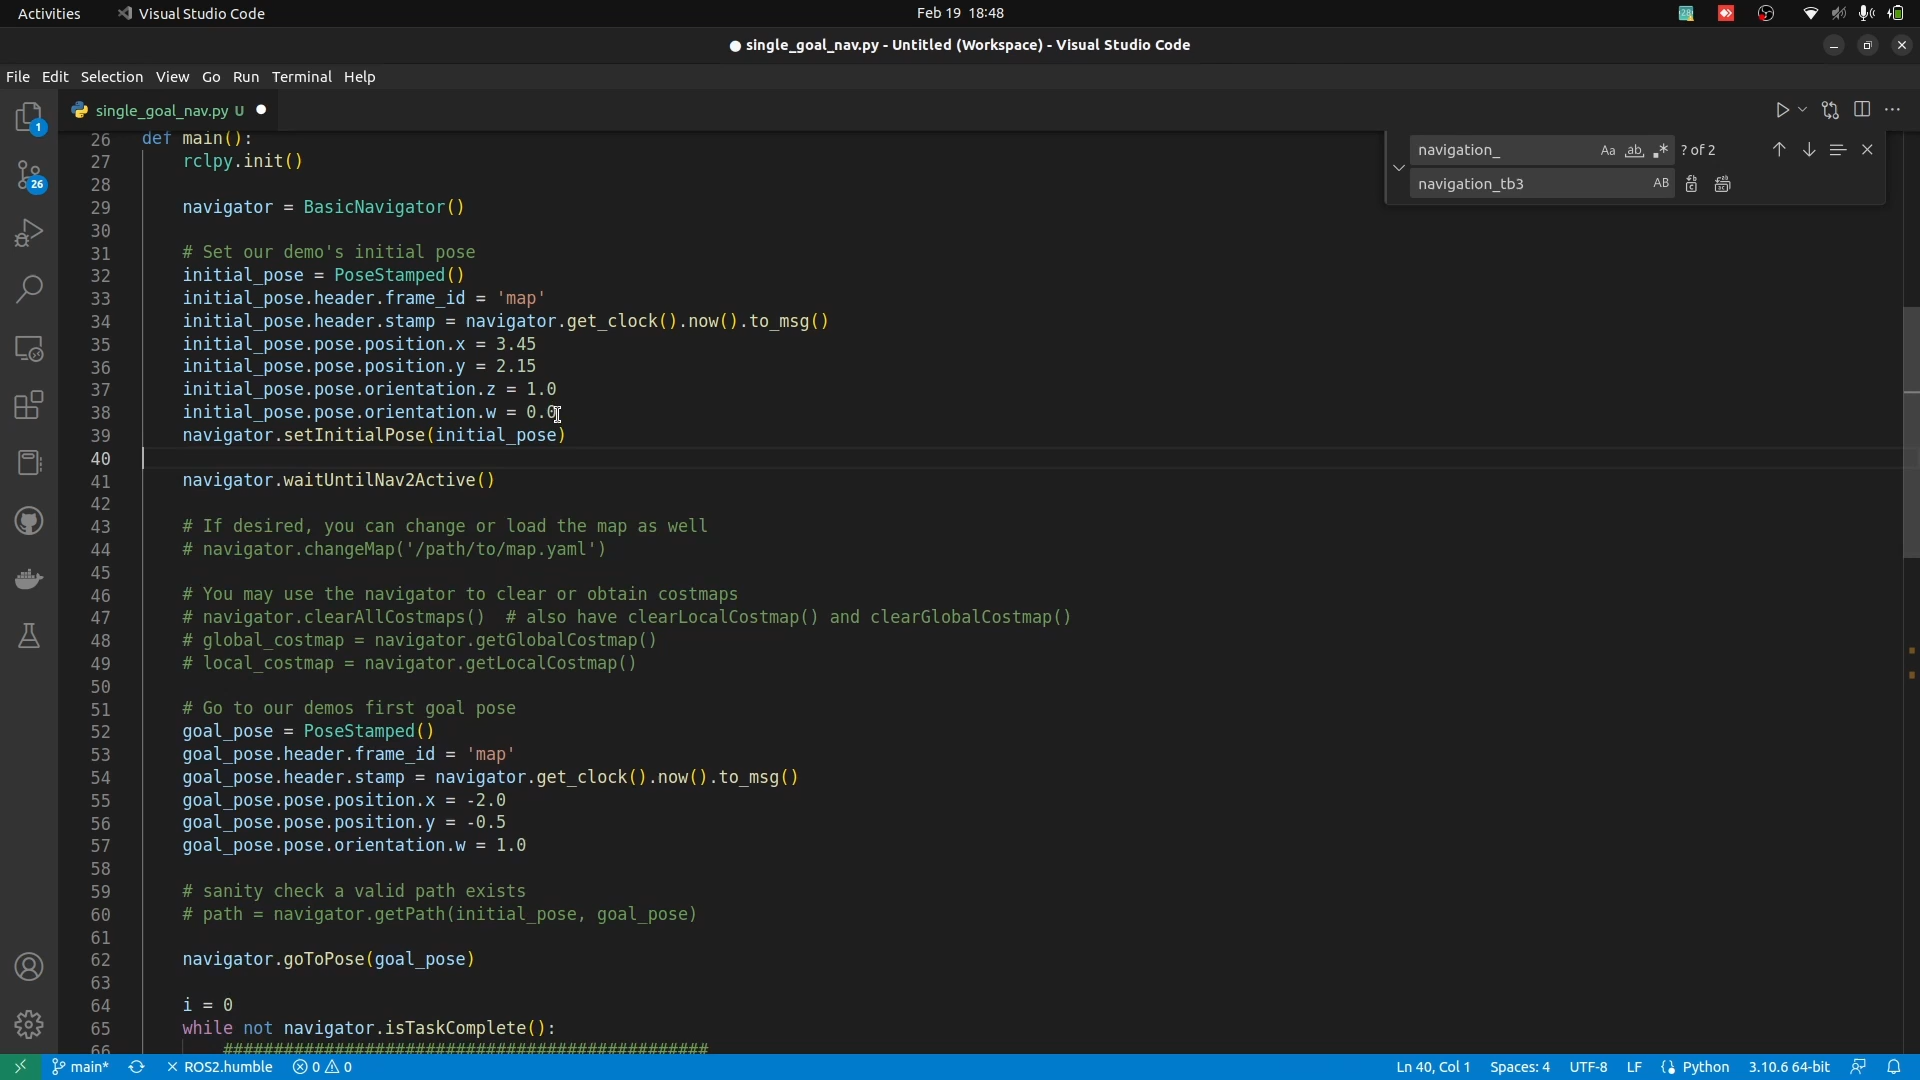 Activities Visual Studio Code Feb 19 18:48
single_goal_nav.py - Untitled (Workspace) - Visual Studio Code
File Edit Selection View Go Run Terminal Help
single_goal_nav.py U
navigation_ Aa ab ? of 2
navigation_tb3 AB
1
26
26 def main():
27 rclpy.init()
28
29 navigator = BasicNavigator()
30
31 # Set our demo's initial pose
32 initial_pose = PoseStamped()
33 initial_pose.header.frame_id = 'map'
34 initial_pose.header.stamp = navigator.get_clock().now().to_msg()
35 initial_pose.pose.position.x = 3.45
36 initial_pose.pose.position.y = 2.15
37 initial_pose.pose.orientation.z = 1.0
38 initial_pose.pose.orientation.w = 0.0
39 navigator.setInitialPose(initial_pose)
40
41 navigator.waitUntilNav2Active()
42
43 # If desired, you can change or load the map as well
44 # navigator.changeMap('/path/to/map.yaml')
45
46 # You may use the navigator to clear or obtain costmaps
47 # navigator.clearAllCostmaps()  # also have clearLocalCostmap() and clearGlobalCostmap()
48 # global_costmap = navigator.getGlobalCostmap()
49 # local_costmap = navigator.getLocalCostmap()
50
51 # Go to our demos first goal pose
52 goal_pose = PoseStamped()
53 goal_pose.header.frame_id = 'map'
54 goal_pose.header.stamp = navigator.get_clock().now().to_msg()
55 goal_pose.pose.position.x = -2.0
56 goal_pose.pose.position.y = -0.5
57 goal_pose.pose.orientation.w = 1.0
58
59 # sanity check a valid path exists
60 # path = navigator.getPath(initial_pose, goal_pose)
61
62 navigator.goToPose(goal_pose)
63
64 i = 0
65 while not navigator.isTaskComplete():
66 ################################################
main* ROS2.humble 0 0 Ln 40, Col 1 Spaces: 4 UTF-8 LF Python 3.10.6 64-bit